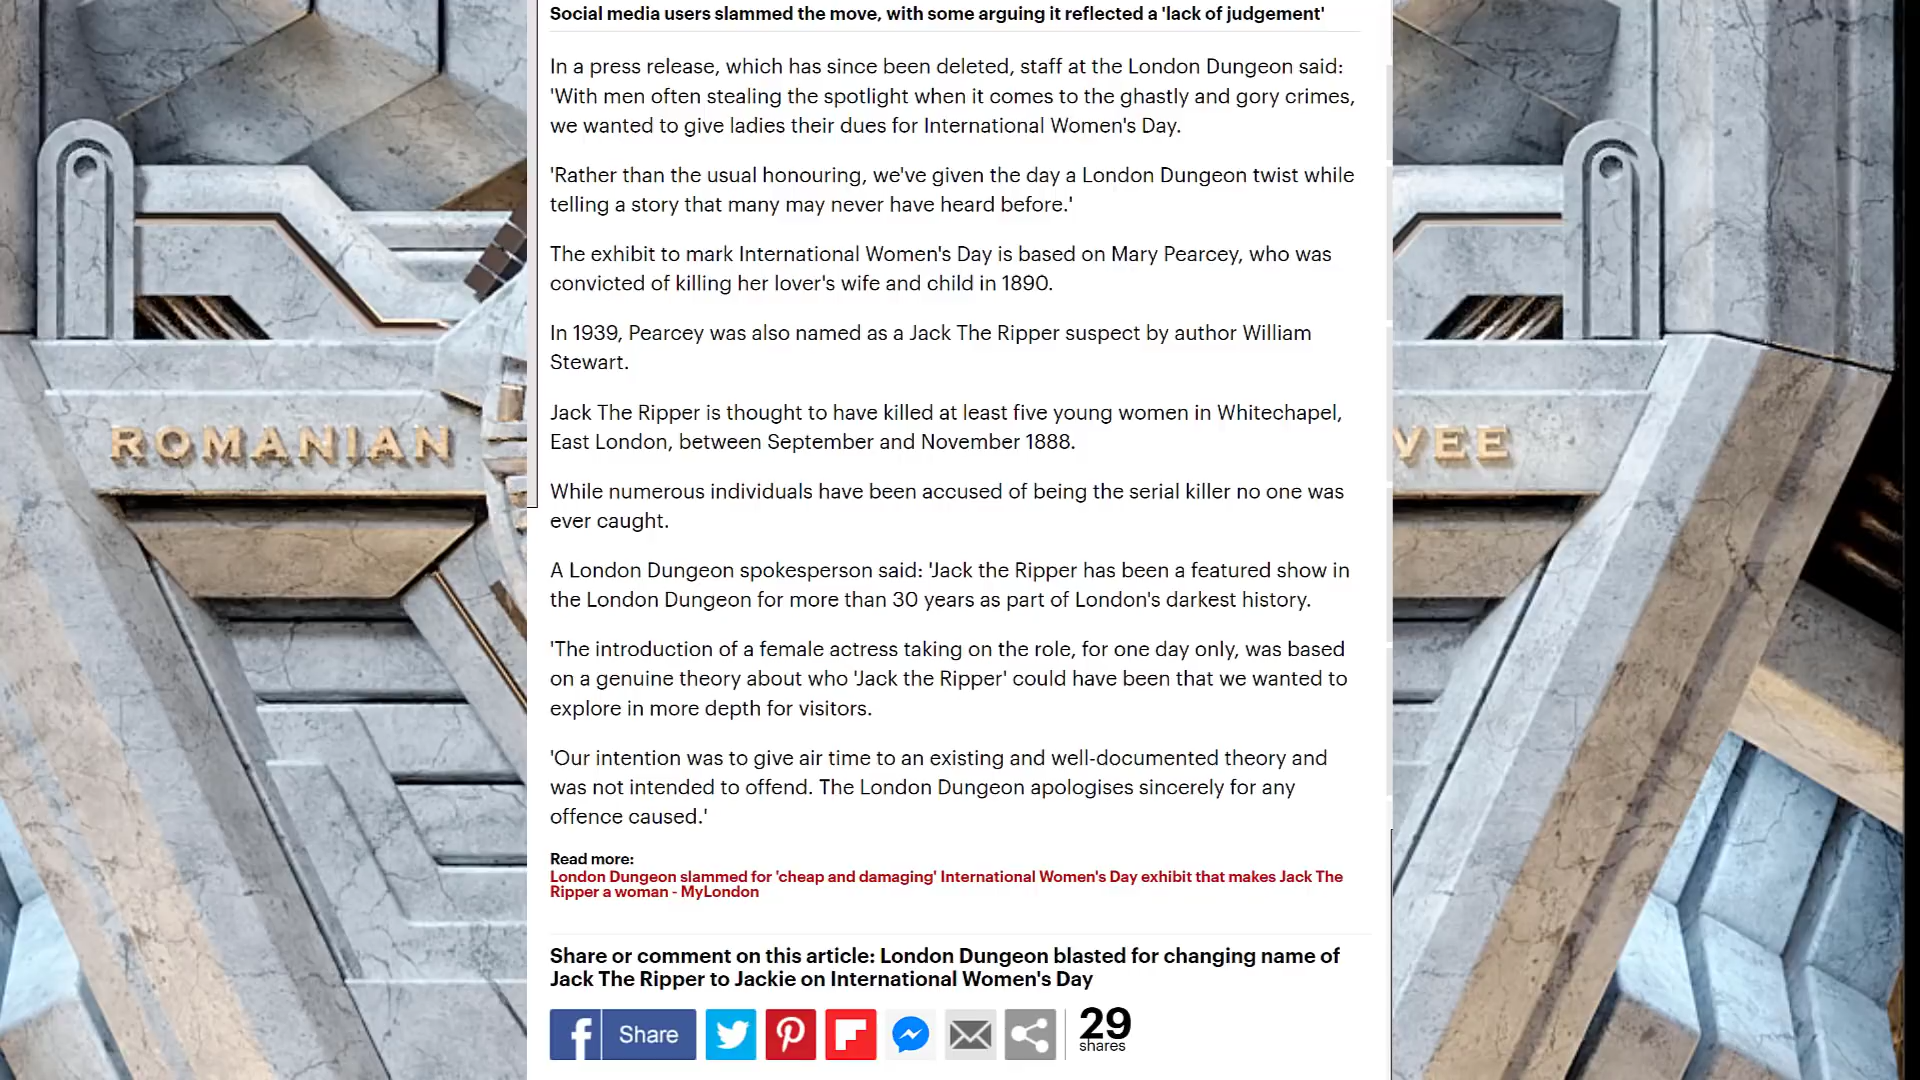 Social media users slammed the move, with some arguing it reflected a 'lack of judgement'
In a press release, which has since been deleted, staff at the London Dungeon said:
'With men often stealing the spotlight when it comes to the ghastly and gory crimes,
we wanted to give ladies their dues for International Women's Day.
'Rather than the usual honouring, we've given the day a London Dungeon twist while
telling a story that many may never have heard before.'
The exhibit to mark International Women's Day is based on Mary Pearcey, who was
convicted of killing her lover's wife and child in 1890.
In 1939, Pearcey was also named as a Jack The Ripper suspect by author William
Stewart.
Jack The Ripper is thought to have killed at least five young women in Whitechapel,
East London, between September and November 1888.
ROMANIAN
VEE
While numerous individuals have been accused of being the serial killer no one was
ever caught.
A London Dungeon spokesperson said: 'Jack the Ripper has been a featured show in
the London Dungeon for more than 30 years as part of London's darkest history.
'The introduction of a female actress taking on the role, for one day only, was based
on a genuine theory about who 'Jack the Ripper' could have been that we wanted to
explore in more depth for visitors.
'Our intention was to give air time to an existing and well-documented theory and
was not intended to offend. The London Dungeon apologises sincerely for any
offence caused.'
Read more:
London Dungeon slammed for 'cheap and damaging' International Women's Day exhibit that makes Jack The
Ripper a woman - MyLondon
Share or comment on this article: London Dungeon blasted for changing name of
Jack The Ripper to Jackie on International Women's Day
Share
29
shares